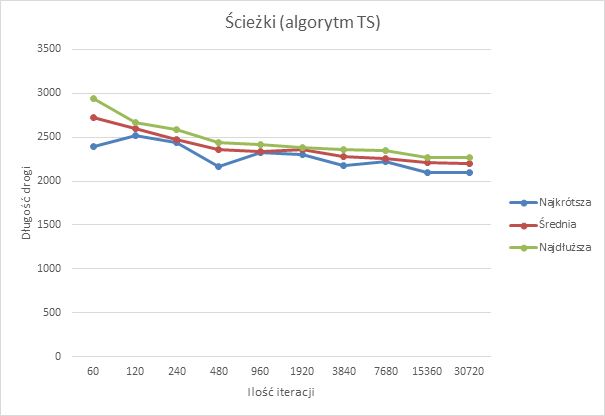 Ścieżki (algorytm TS)
3500
3000
2500
2000
1500
1000
500
0
Długość drogi
60 120 240 480 960 1920 3840 7680 15360 30720
Ilość iteracji
Najkrótsza
Średnia
Najdłuższa